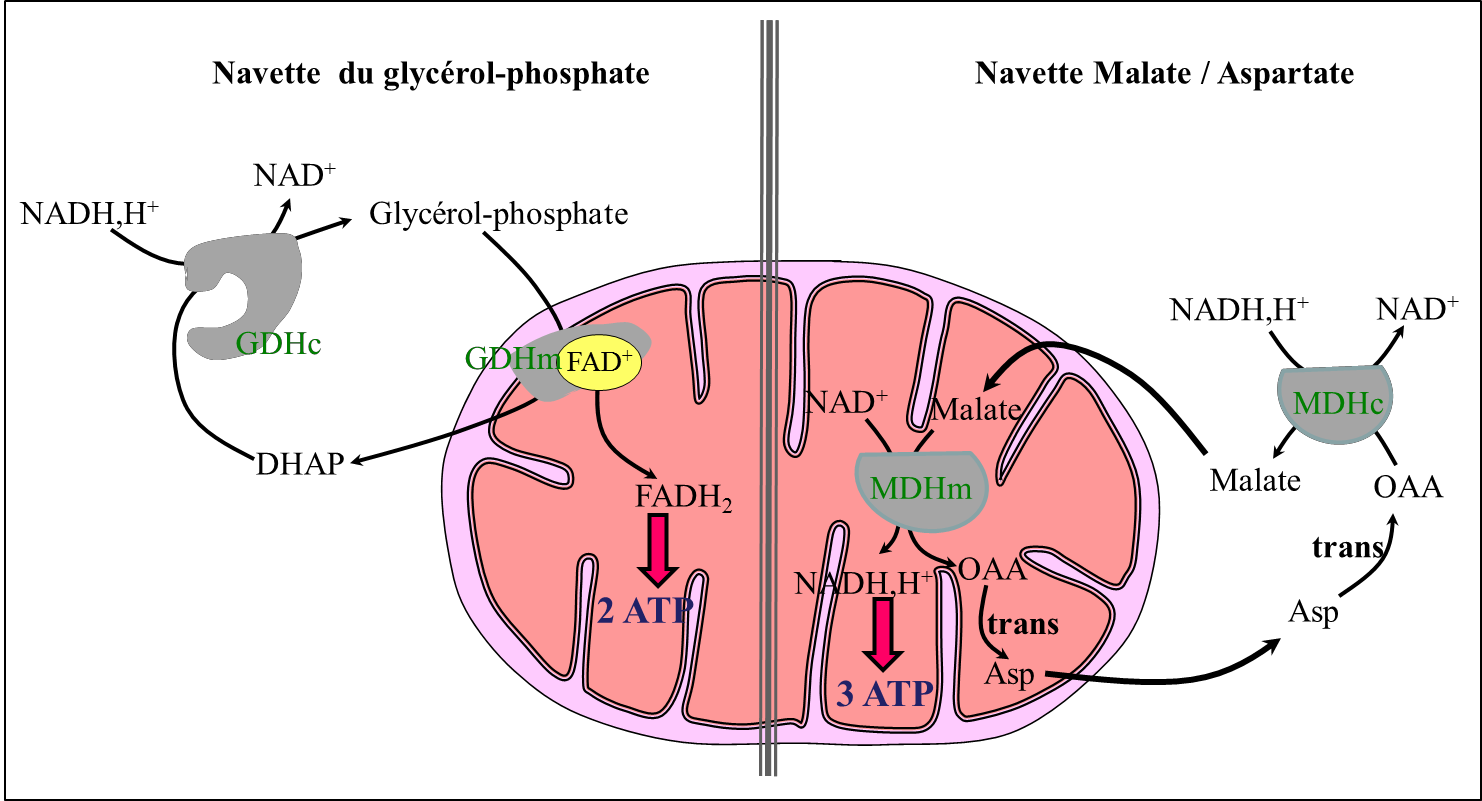 Navette du glycérol-phosphate
NAD⁺
NADH,H⁺
Glycérol-phosphate
GDHc
GDHm
FAD⁺
DHAP
FADH₂
2 ATP
Navette Malate / Aspartate
NADH,H⁺
NAD⁺
MDHc
NAD⁺
Malate
Malate
OAA
MDHm
trans
NADH,H⁺
OAA
Asp
trans
Asp
3 ATP